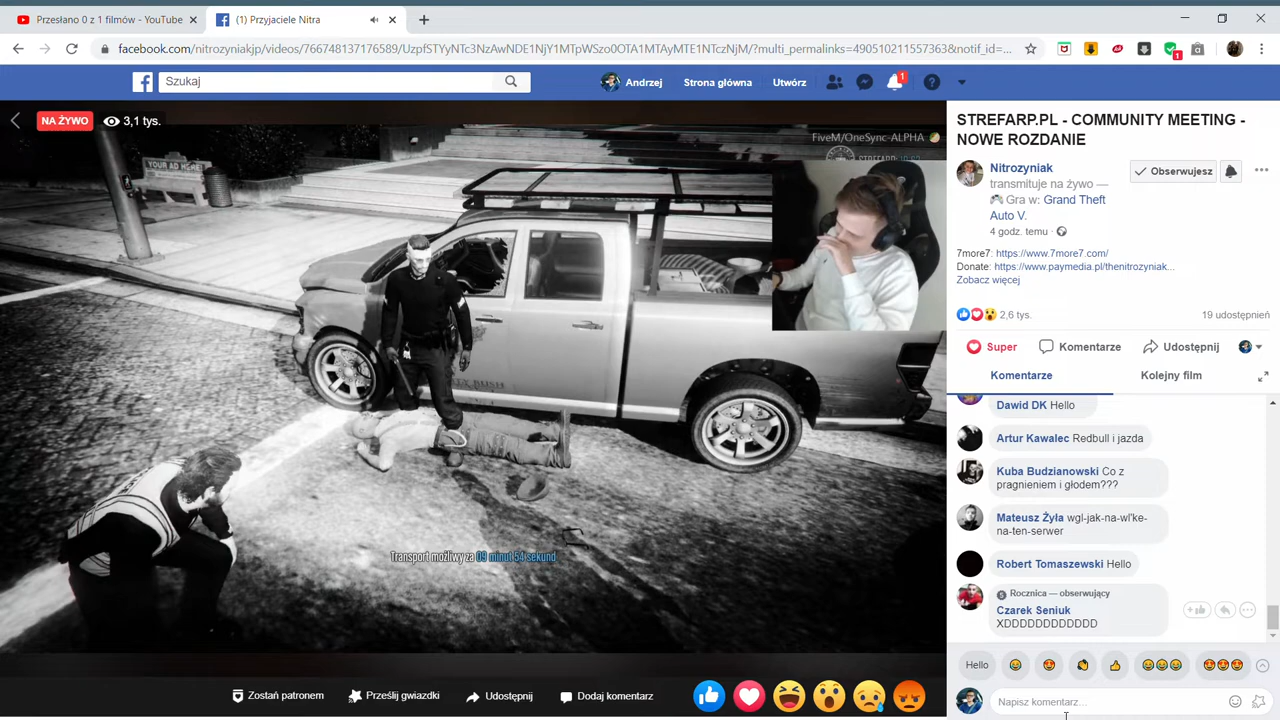 Przesłano 0 z 1 filmów - YouTube
(1) Przyjaciele Nitra
facebook.com/nitrozyniakjp/videos/766748137176589/UzpfSTYyNTc3NzAwNDE1NjY1MTpWSzo0OTA1MTAyMTE1NTczNjM/?multi_permalinks=490510211557363&notif_id=...
Szukaj
Andrzej
Strona główna
Utwórz
1
1
NA ŻYWO
3,1 tys.
FiveM/OneSync-ALPHA
YOUR AD HERE!
Transport możliwy za 09 minut 54 sekund
Zostań patronem
Prześlij gwiazdki
Udostępnij
Dodaj komentarz
STREFARP.PL - COMMUNITY MEETING -
NOWE ROZDANIE
Nitrozyniak
transmituje na żywo —
Gra w: Grand Theft
Auto V.
4 godz. temu
Obserwujesz
7more7: https://www.7more7.com/
Donate: https://www.paymedia.pl/thenitrozyniak...
Zobacz więcej
2,6 tys.
19 udostępnień
Super
Komentarze
Udostępnij
Komentarze
Kolejny film
Dawid DK Hello
Artur Kawalec Redbull i jazda
Kuba Budzianowski Co z
pragnieniem i głodem???
Mateusz Żyła wgl-jak-na-wl'ke-
na-ten-serwer
Robert Tomaszewski Hello
Rocznica — obserwujący
Czarek Seniuk
XDDDDDDDDDDDD
Hello
Napisz komentarz...